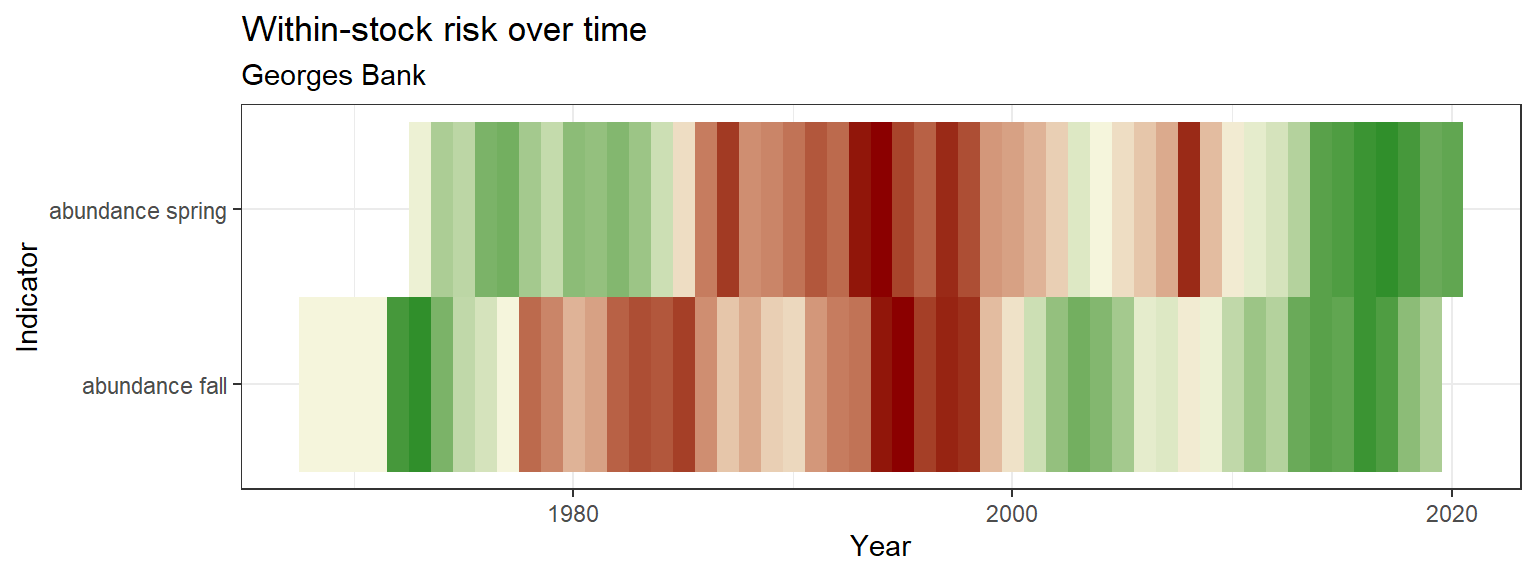 Within-stock risk over time
Georges Bank
Indicator
abundance spring
abundance fall
1980
2000
2020
Year